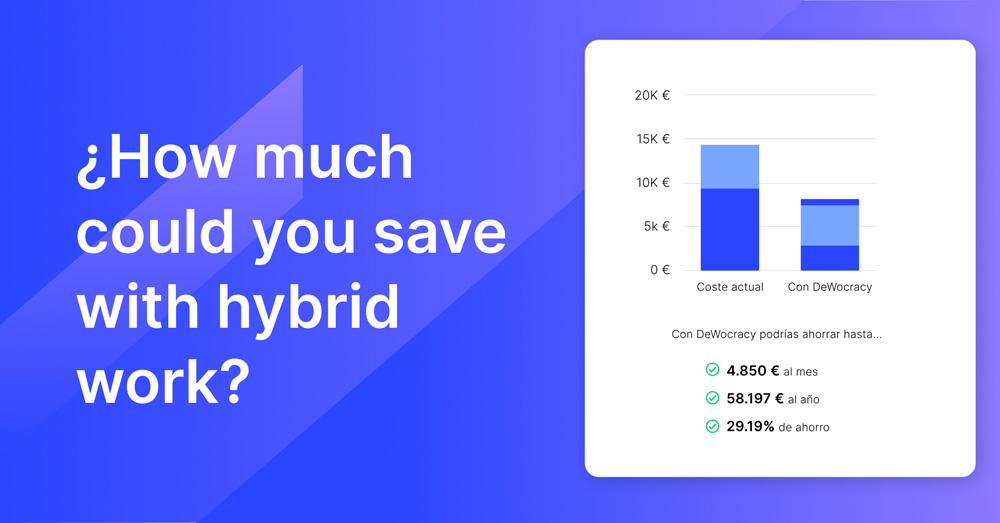 ¿How much
could you save
with hybrid
work?
20K €
15K €
10K €
5k €
0 €
Coste actual
Con DeWocracy
Con DeWocracy podrías ahorrar hasta...
4.850 € al mes
58.197 € al año
29.19% de ahorro